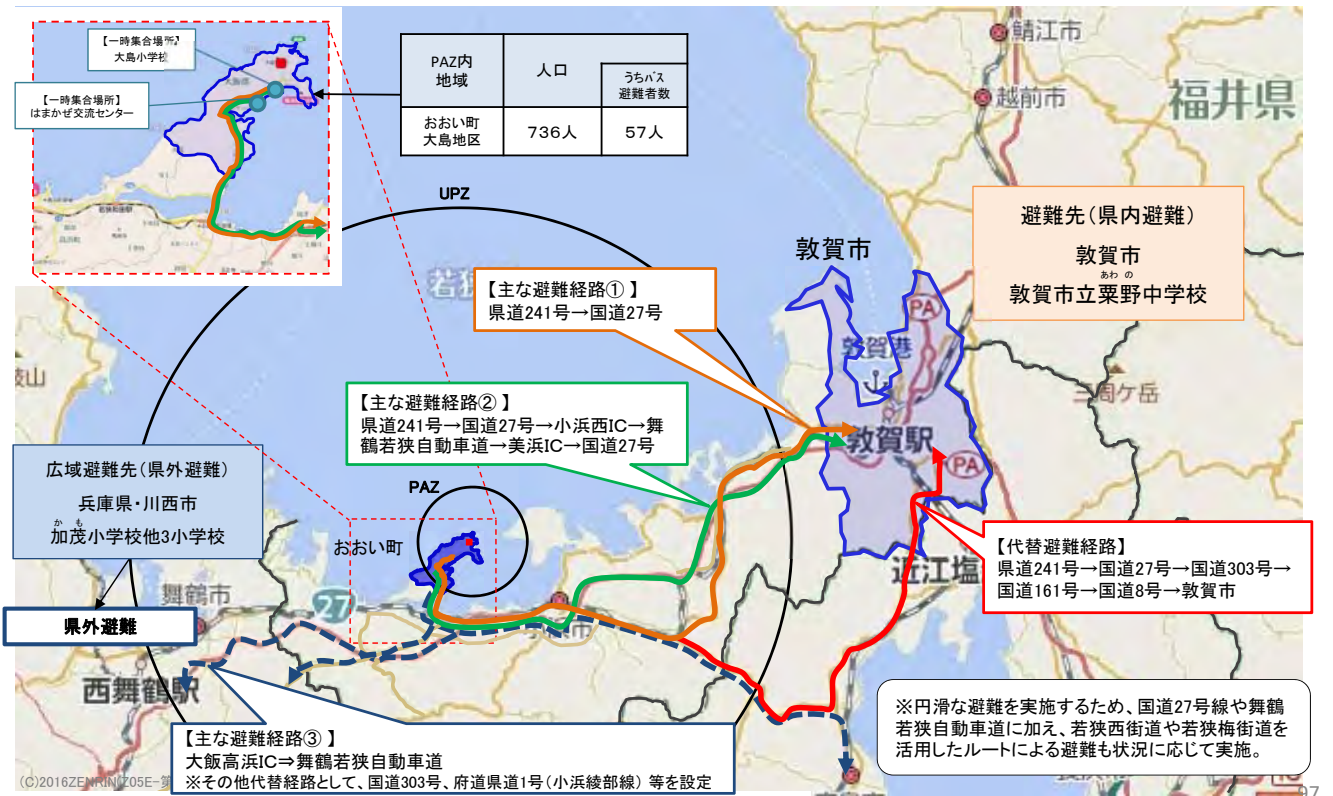 【一時集合場所】
大島小学校
【一時集合場所】
はまかぜ交流センター
PAZ内
地域
人口
うちバス
避難者数
おおい町
大島地区
736人
57人
鯖江市
越前市
福井県
UPZ
避難先（県内避難）
敦賀市
あわの
敦賀市立粟野中学校
敦賀市
【主な避難経路① 】
県道241号→国道27号
PA
敦賀港
三周ケ岳
【主な避難経路② 】
県道241号→国道27号→小浜西IC→舞
鶴若狭自動車道→美浜IC→国道27号
敦賀駅
PA
広域避難先（県外避難）
兵庫県・川西市
かも
加茂小学校他3小学校
PAZ
おおい町
【代替避難経路】
県道241号→国道27号→国道303号→
国道161号→国道8号→敦賀市
近江塩
舞鶴市
27
県外避難
西舞鶴駅
※円滑な避難を実施するため、国道27号線や舞鶴
若狭自動車道に加え、若狭西街道や若狭梅街道を
活用したルートによる避難も状況に応じて実施。
【主な避難経路③ 】
大飯高浜IC⇒舞鶴若狭自動車道
※その他代替経路として、国道303号、府道県道1号（小浜綾部線）等を設定
(C)2016ZENRIN(Z05E-第
97